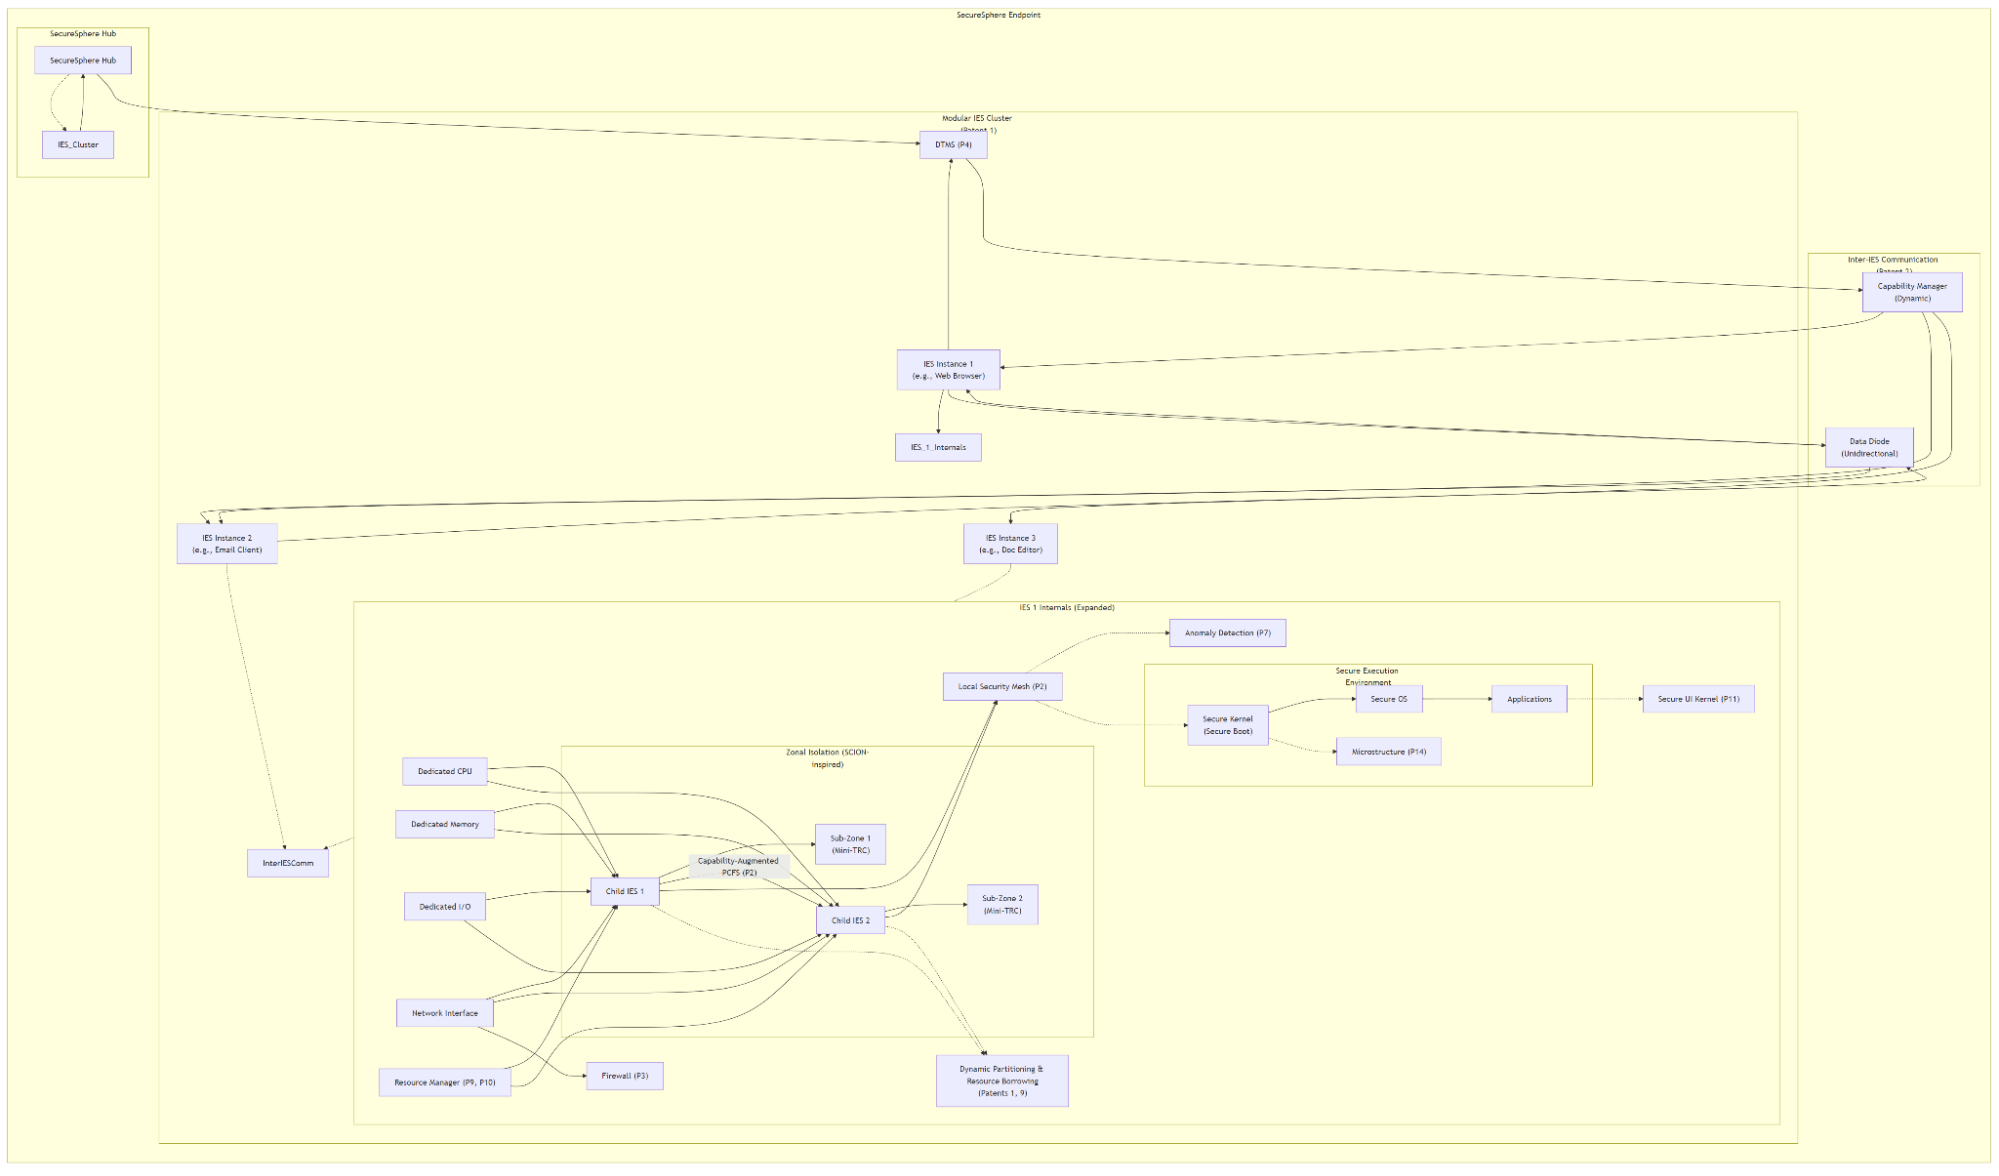 SecureSphere Endpoint
SecureSphere Hub
SecureSphere Hub
IES_Cluster
Modular IES Cluster
(Patent 1)
DTMS (P4)
Inter-IES Communication
(Patent 2)
Capability Manager
(Dynamic)
IES Instance 1
(e.g., Web Browser)
IES_1_Internals
Data Diode
(Unidirectional)
IES Instance 2
(e.g., Email Client)
IES Instance 3
(e.g., Doc Editor)
IES 1 Internals (Expanded)
Anomaly Detection (P7)
Local Security Mesh (P2)
Secure Execution
Environment
Secure OS
Applications
Secure UI Kernel (P11)
Secure Kernel
(Secure Boot)
Microstructure (P14)
Zonal Isolation (SCION-
inspired)
Dedicated CPU
Dedicated Memory
Sub-Zone 1
(Mini-TRC)
Capability-Augmented
PCFS (P2)
InterIESComm
Child IES 1
Dedicated I/O
Sub-Zone 2
(Mini-TRC)
Child IES 2
Network Interface
Resource Manager (P9, P10)
Firewall (P3)
Dynamic Partitioning &
Resource Borrowing
(Patents 1, 9)